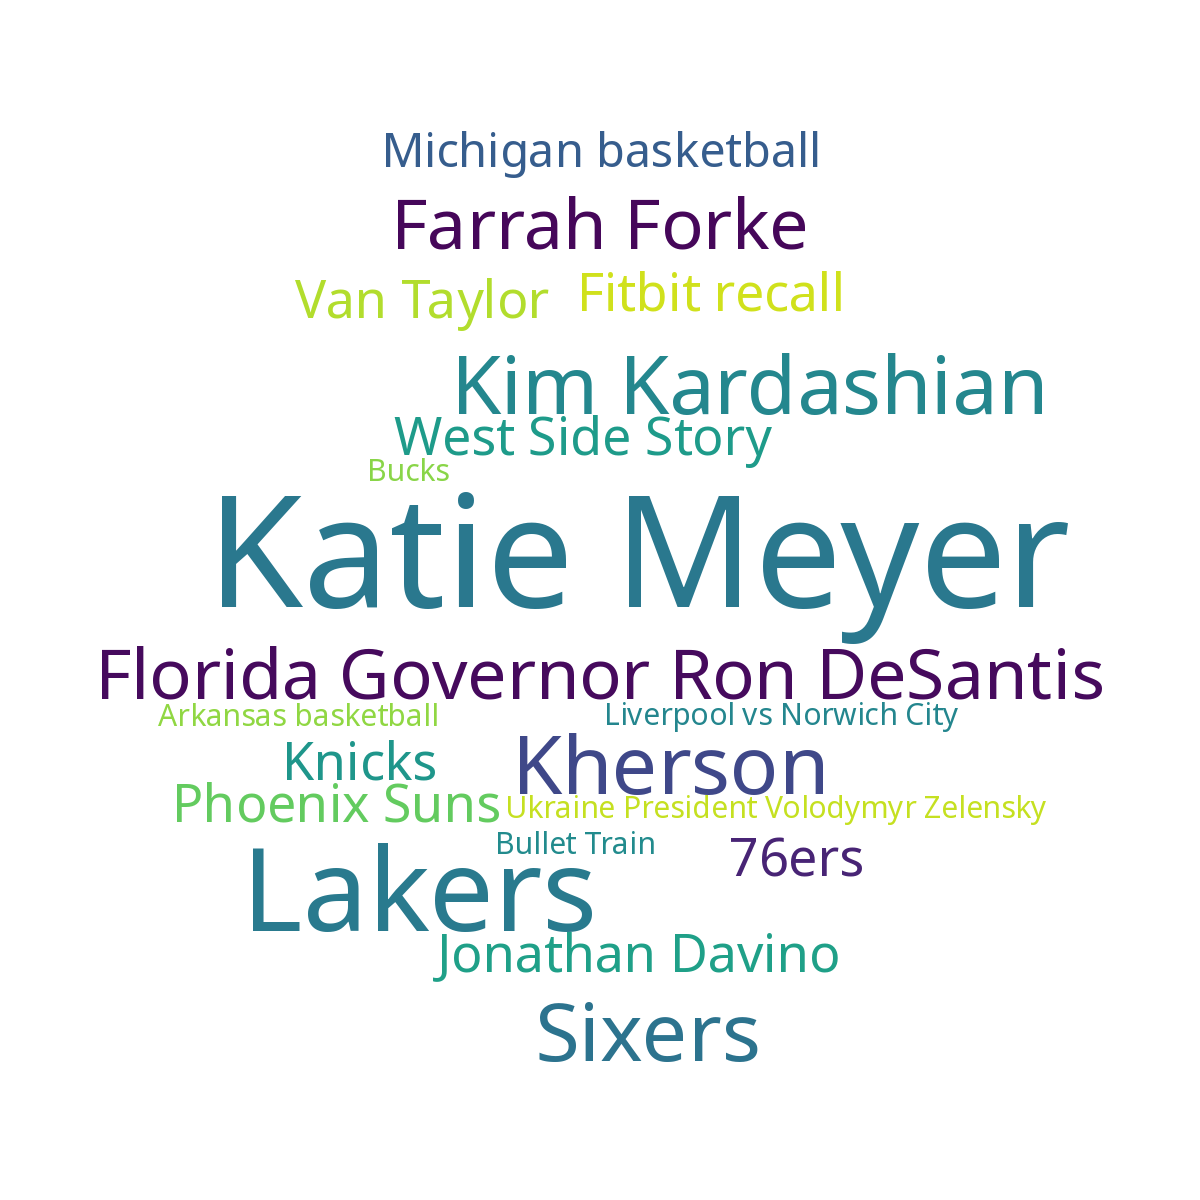 Michigan basketball
Farrah Forke
Van Taylor
Fitbit recall
Kim Kardashian
West Side Story
Bucks
Katie Meyer
Florida Governor Ron DeSantis
Arkansas basketball
Liverpool vs Norwich City
Knicks
Kherson
Phoenix Suns
Ukraine President Volodymyr Zelensky
Bullet Train
76ers
Lakers
Jonathan Davino
Sixers